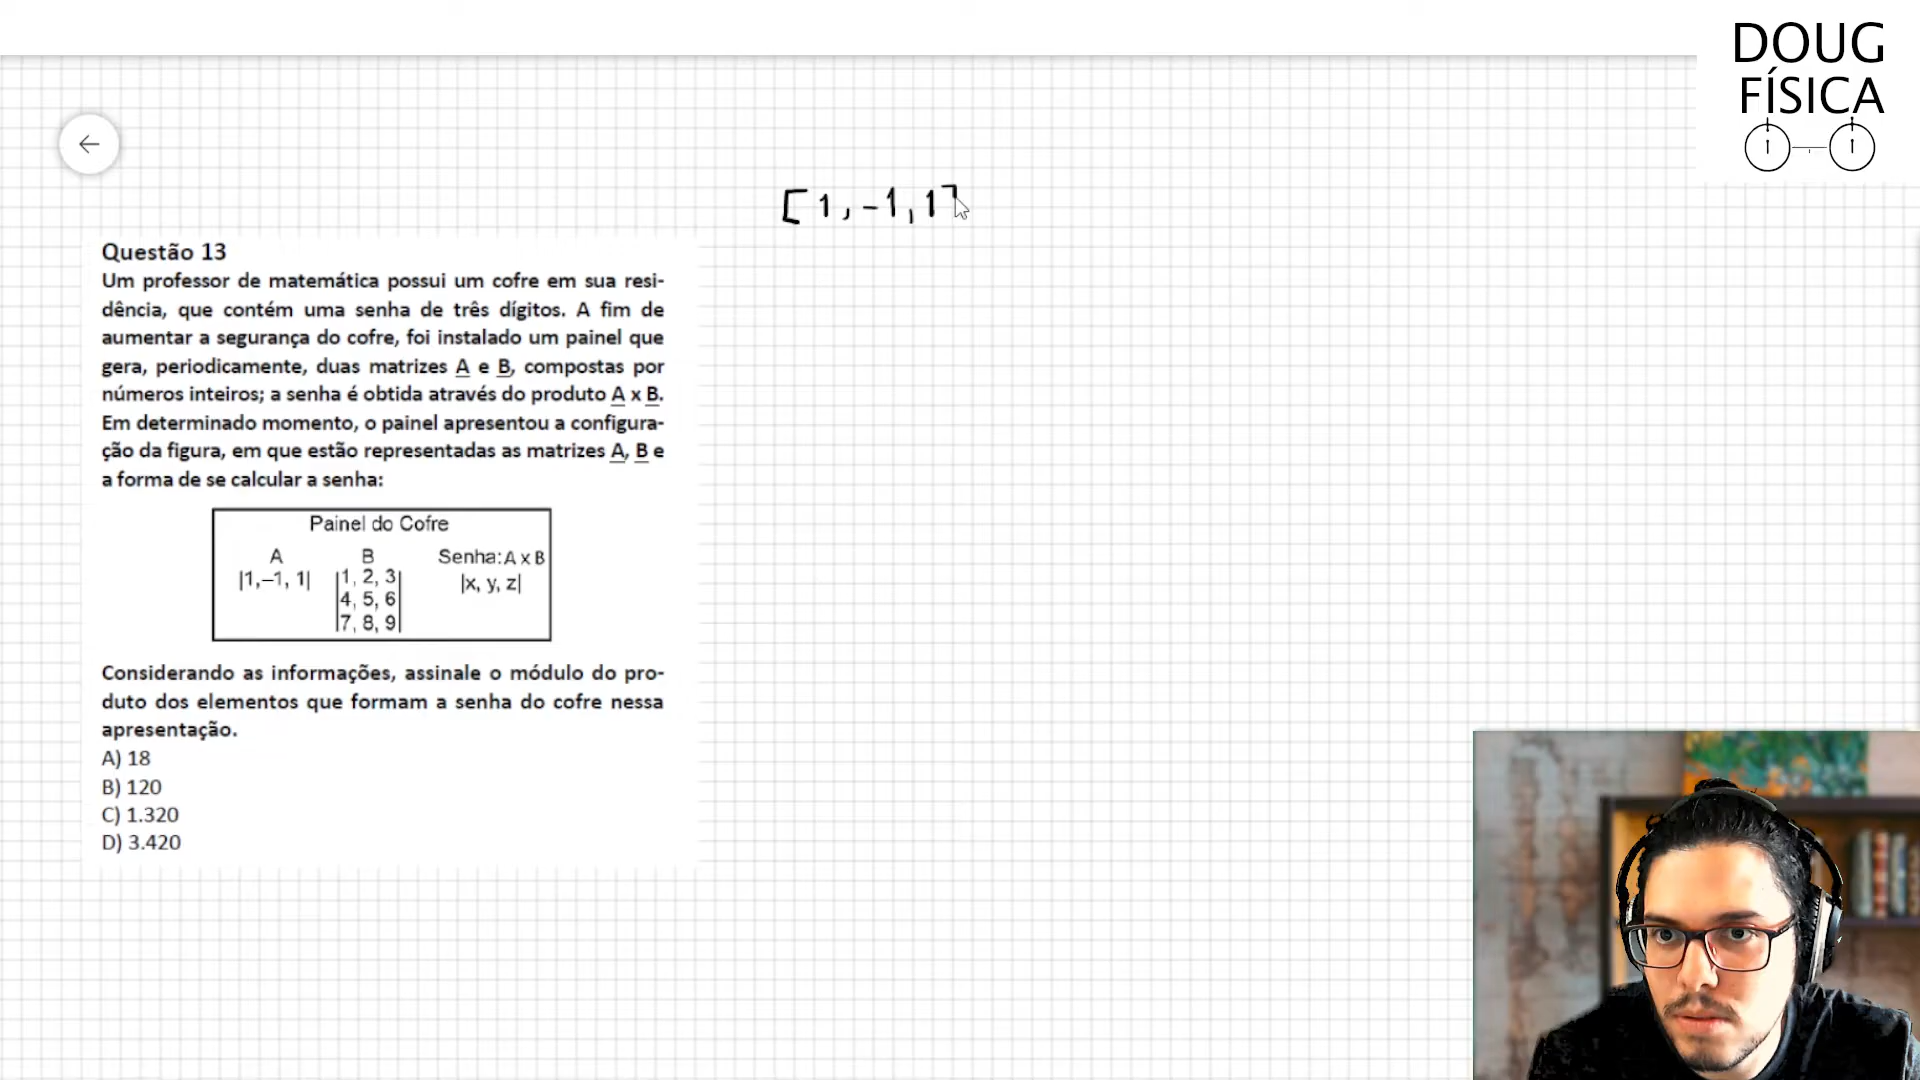 DOUG
FÍSICA
[ 1, -1, 1]
Questão 13
Um professor de matemática possui um cofre em sua resi-
dência, que contém uma senha de três dígitos. A fim de
aumentar a segurança do cofre, foi instalado um painel que
gera, periodicamente, duas matrizes A e B, compostas por
números inteiros; a senha é obtida através do produto A x B.
Em determinado momento, o painel apresentou a configura-
ção da figura, em que estão representadas as matrizes A, B e
a forma de se calcular a senha:
Painel do Cofre
A B Senha: A x B
|1,–1, 1| |1, 2, 3| |x, y, z|
|4, 5, 6|
|7, 8, 9|
Considerando as informações, assinale o módulo do pro-
duto dos elementos que formam a senha do cofre nessa
apresentação.
A) 18
B) 120
C) 1.320
D) 3.420